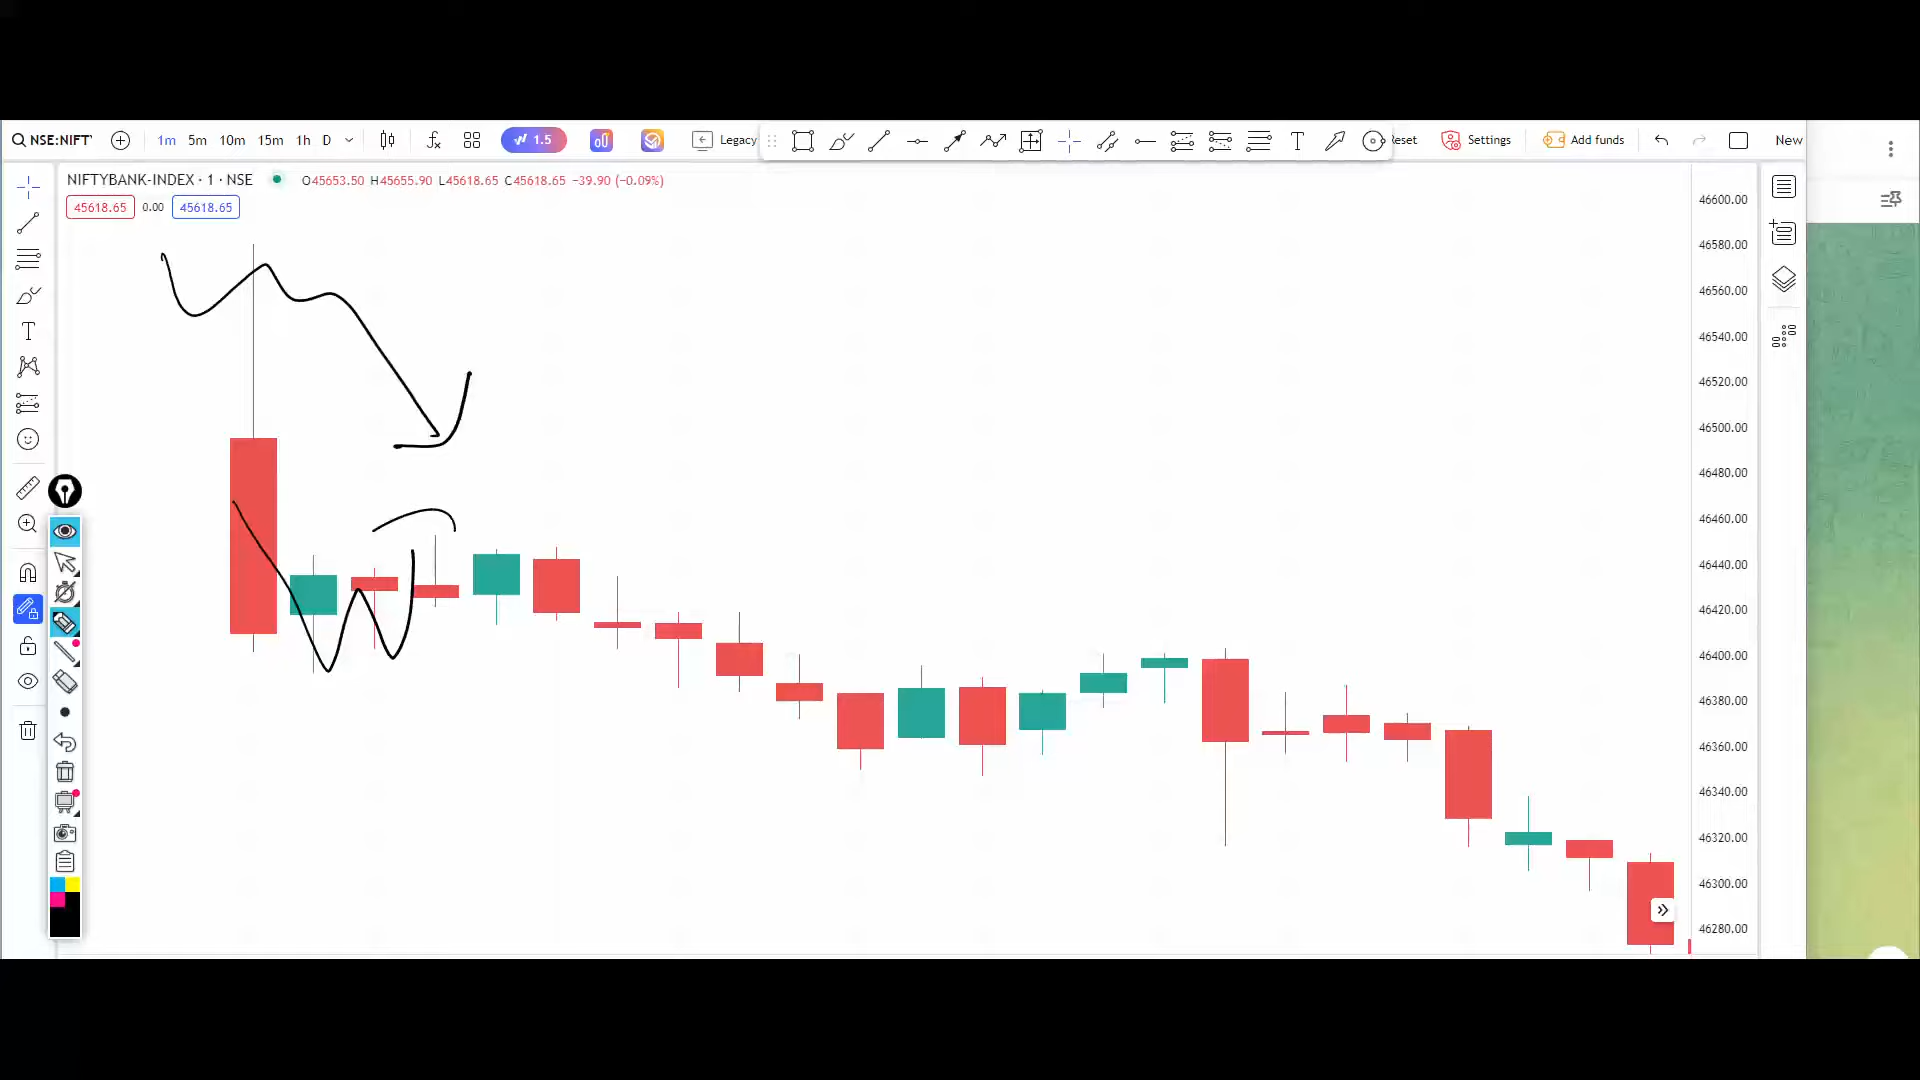 NSE:NIFT
1m 5m 10m 15m 1h D
1.5
Legacy
T
Reset
Settings
Add funds
New
NIFTYBANK-INDEX · 1 · NSE
O45653.50 H45655.90 L45618.65 C45618.65 −39.90 (−0.09%)
45618.65 0.00 45618.65
46600.00
46580.00
46560.00
46540.00
46520.00
46500.00
46480.00
46460.00
46440.00
46420.00
46400.00
46380.00
46360.00
46340.00
46320.00
46300.00
46280.00